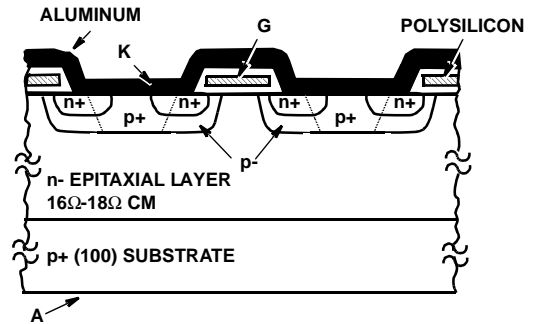 ALUMINUM
G
POLYSILICON
K
n+ n+ n+ n+
p+ p+
p-
n- EPITAXIAL LAYER
16Ω-18Ω CM
p+ (100) SUBSTRATE
A